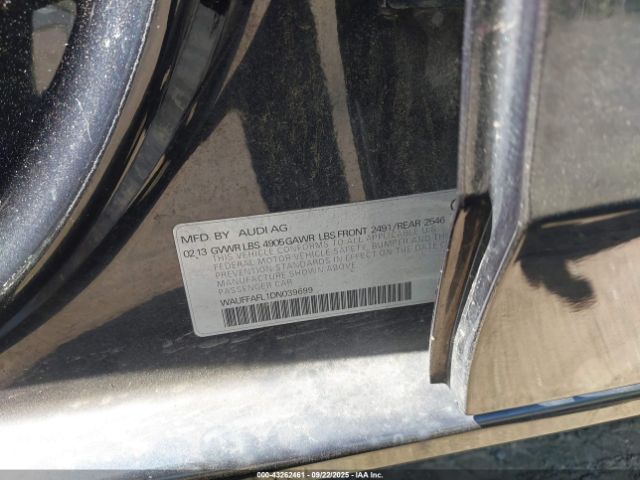 MFD. BY AUDI AG
02,13 GVWR LBS 4905 GAWR LBS FRONT 2491/REAR 2646
THIS VEHICLE CONFORMS TO ALL APPLICABLE U.S.
FEDERAL MOTOR VEHICLE SAFETY, BUMPER AND THEFT
PREVENTION STANDARDS IN EFFECT ON THE DATE OF
MANUFACTURE SHOWN ABOVE
PASSENGER CAR
WAUFFAFL1DN039699
000-43262461 - 09/22/2025 - © IAA, Inc.